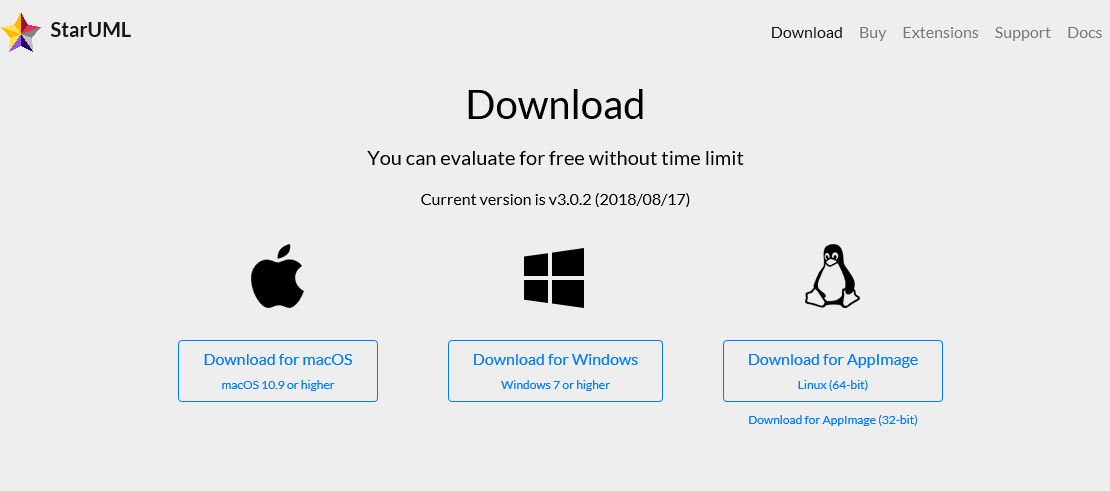 StarUML
Download Buy Extensions Support Docs
Download
You can evaluate for free without time limit
Current version is v3.0.2 (2018/08/17)
Download for macOS
macOS 10.9 or higher
Download for Windows
Windows 7 or higher
Download for AppImage
Linux (64-bit)
Download for AppImage (32-bit)